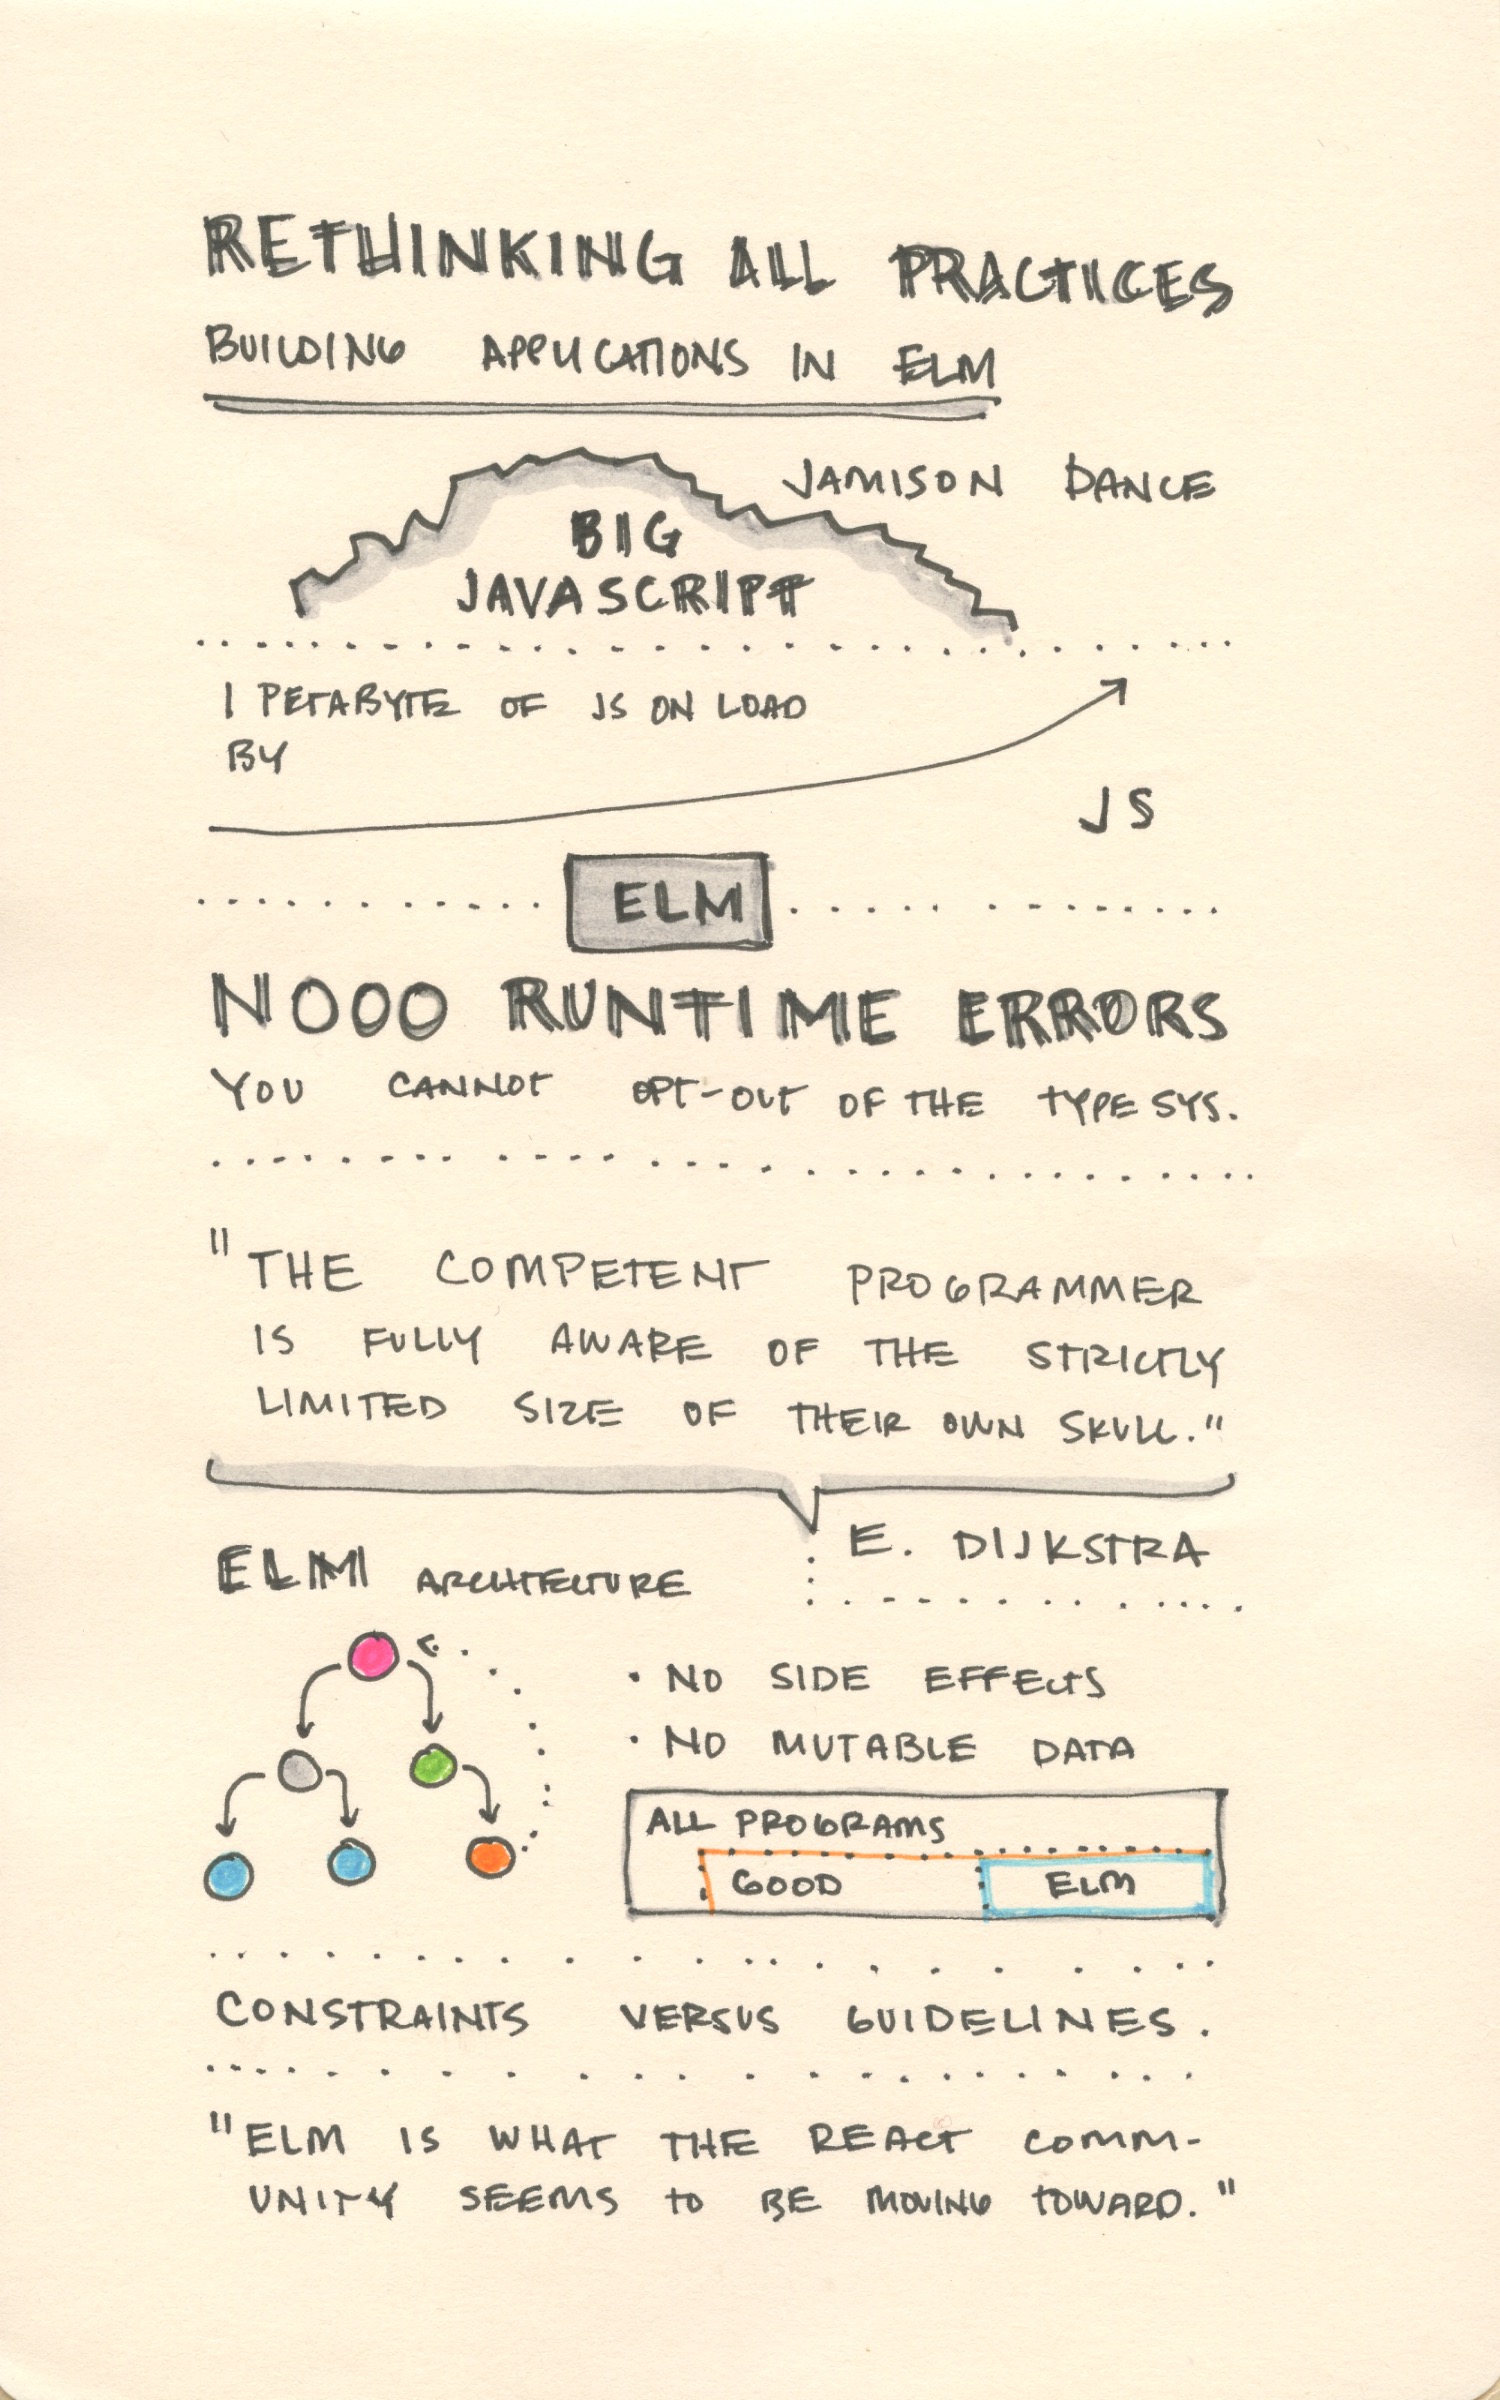 RETHINKING ALL PRACTICES
BUILDING APPLICATIONS IN ELM
JAMISON DANCE
BIG
JAVASCRIPT
1 PETABYTE OF JS ON LOAD
BY
JS
ELM
NOOO RUNTIME ERRORS
YOU CANNOT OPT-OUT OF THE TYPE SYS.
"THE COMPETENT PROGRAMMER
IS FULLY AWARE OF THE STRICTLY
LIMITED SIZE OF THEIR OWN SKULL."
E. DIJKSTRA
ELM ARCHITECTURE
· NO SIDE EFFECTS
· NO MUTABLE DATA
ALL PROGRAMS
GOOD ELM
CONSTRAINTS VERSUS GUIDELINES.
"ELM IS WHAT THE REACT COMM-
UNITY SEEMS TO BE MOVING TOWARD."